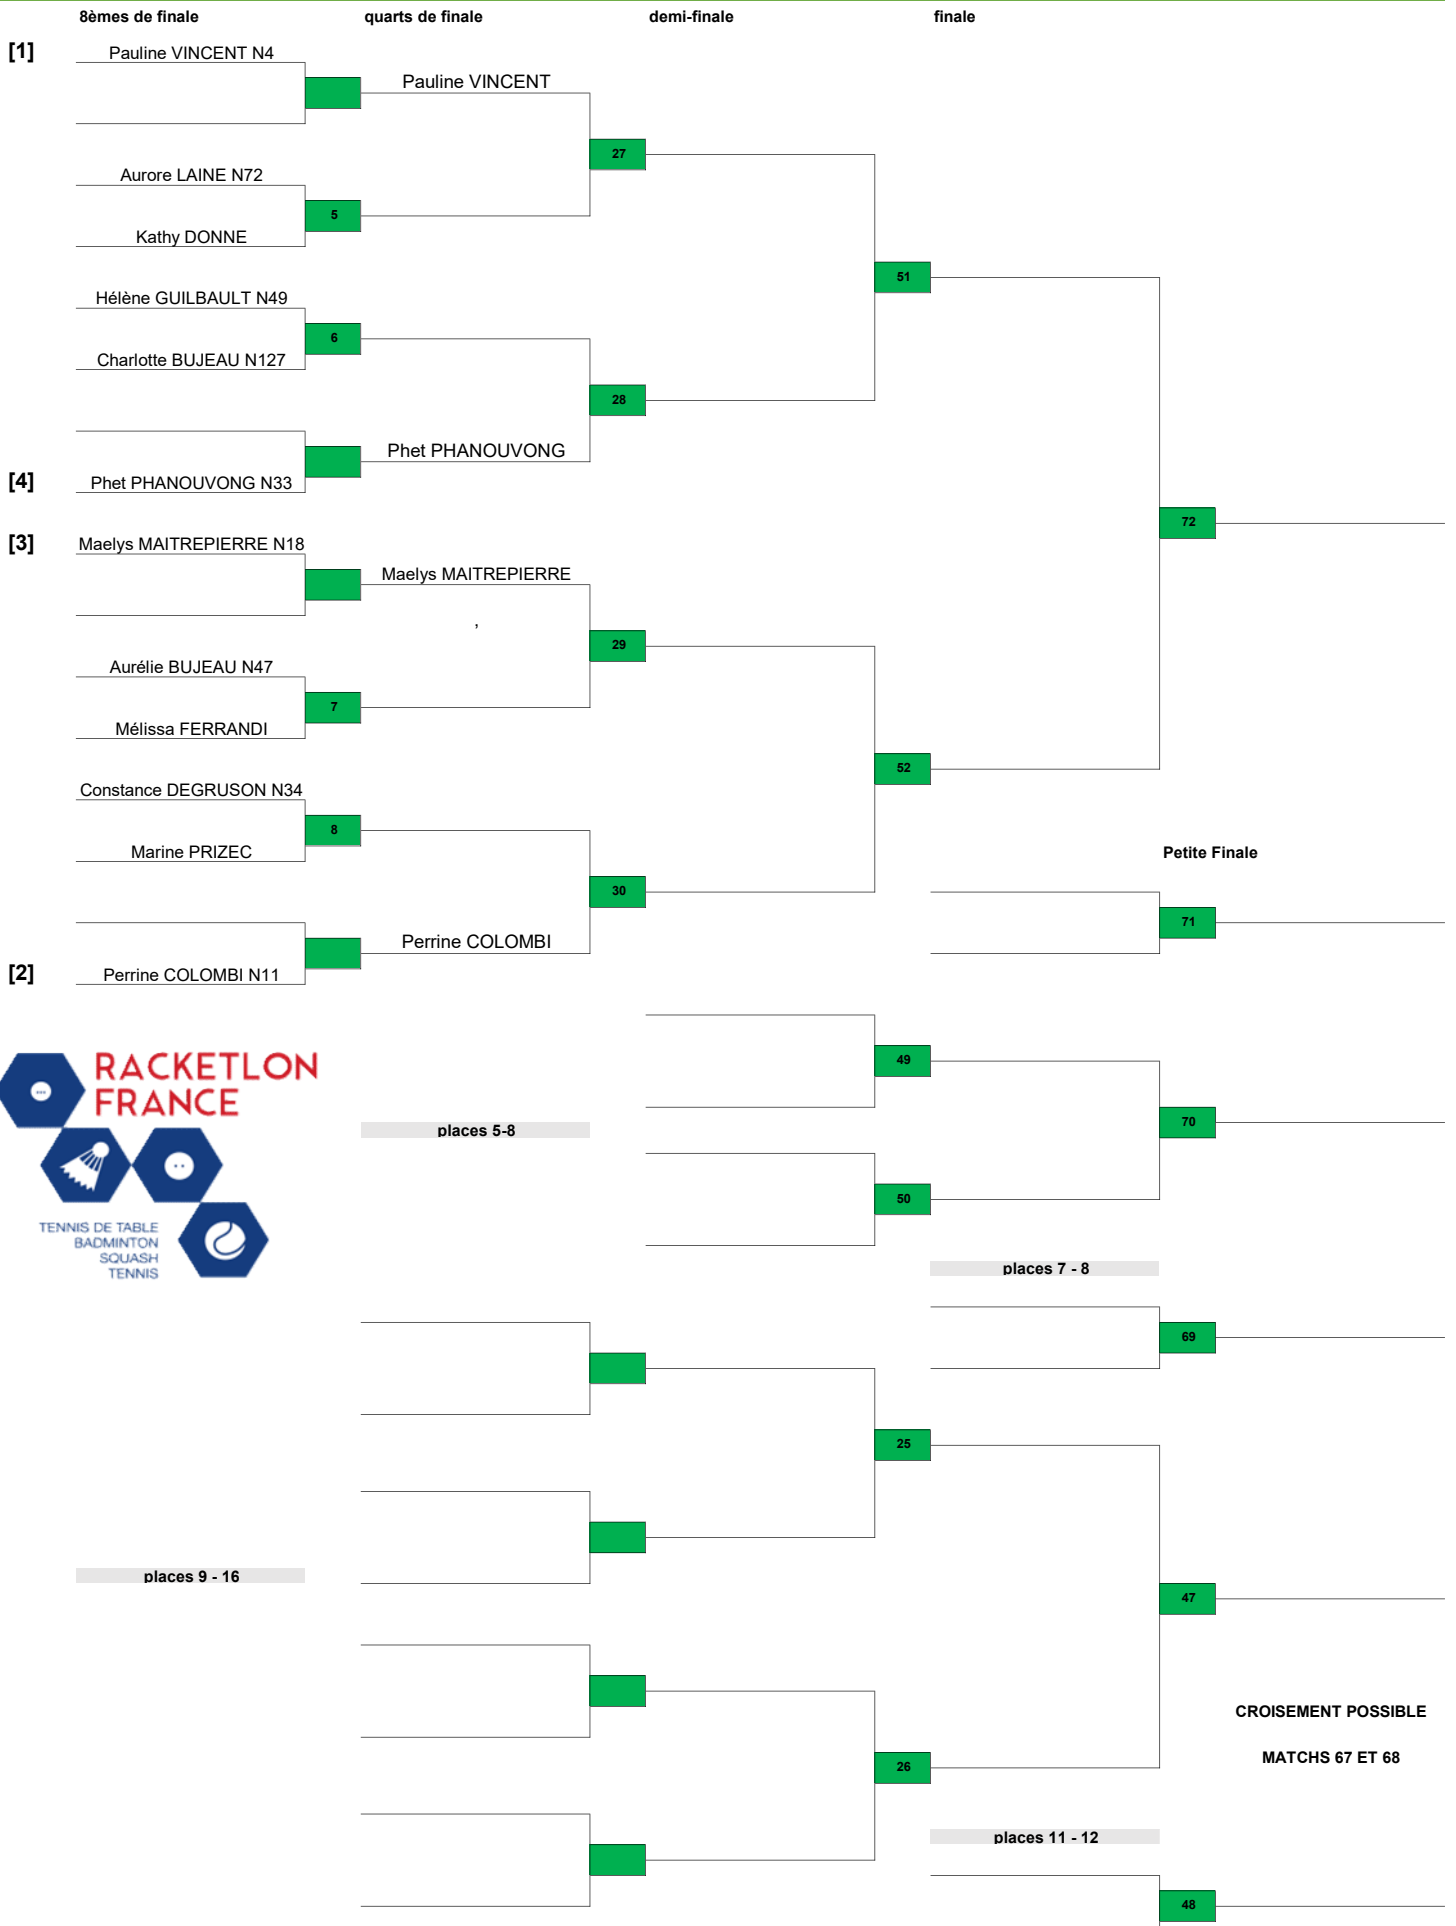 8èmes de finale quarts de finale demi-finale finale
[1] Pauline VINCENT N4
Pauline VINCENT
27
Aurore LAINE N72
5
Kathy DONNE
51
Hélène GUILBAULT N49
6
Charlotte BUJEAU N127
28
Phet PHANOUVONG
[4] Phet PHANOUVONG N33
72
[3] Maelys MAITREPIERRE N18
Maelys MAITREPIERRE
,
29
Aurélie BUJEAU N47
7
Mélissa FERRANDI
52
Constance DEGRUSON N34
8
Marine PRIZEC
Petite Finale
30
71
Perrine COLOMBI
[2] Perrine COLOMBI N11
RACKETLON
FRANCE
TENNIS DE TABLE
BADMINTON
SQUASH
TENNIS
49
places 5-8
70
50
places 7 - 8
69
25
places 9 - 16
47
CROISEMENT POSSIBLE
MATCHS 67 ET 68
26
places 11 - 12
48